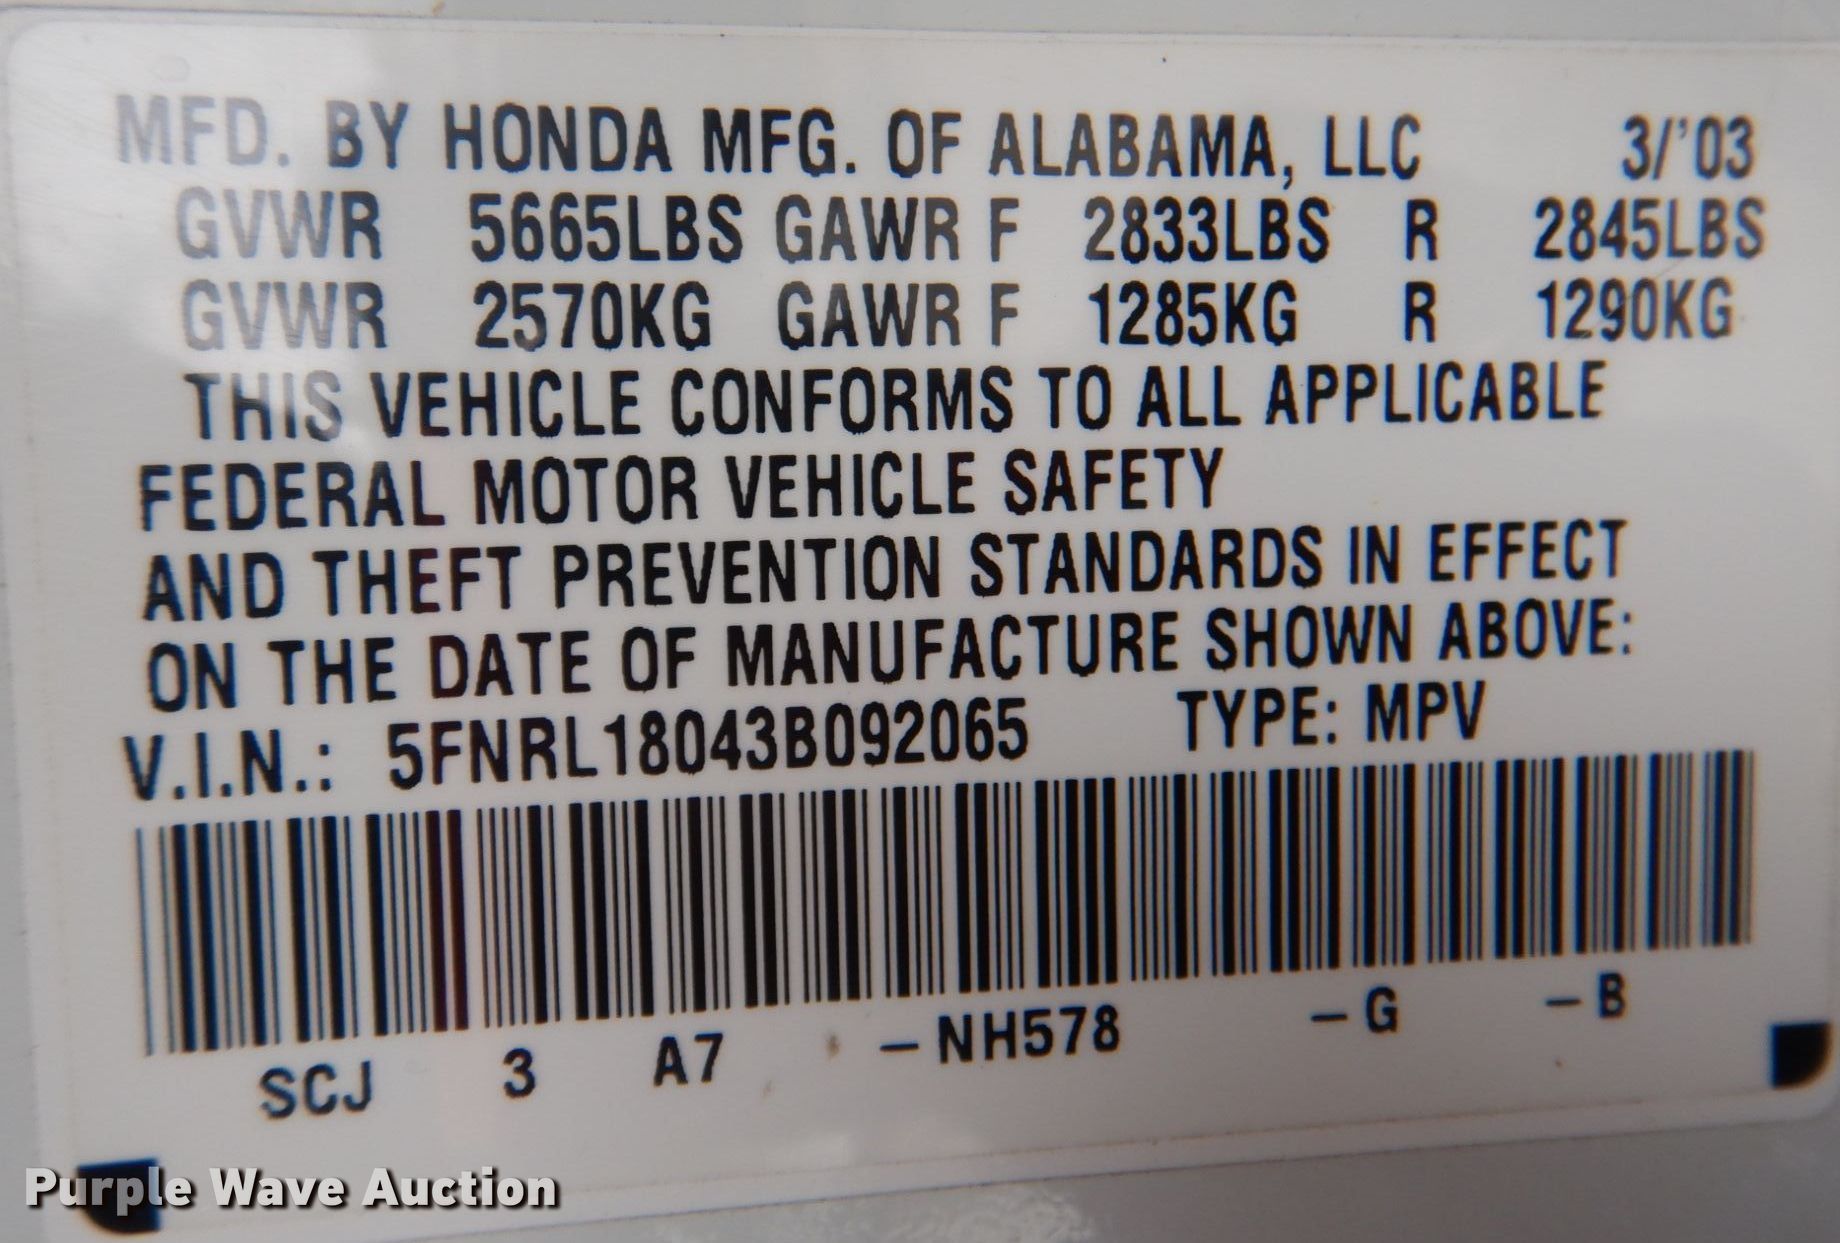 MFD. BY HONDA MFG. OF ALABAMA, LLC 3/'03
GVWR 5665LBS GAWR F 2833LBS R 2845LBS
GVWR 2570KG GAWR F 1285KG R 1290KG
THIS VEHICLE CONFORMS TO ALL APPLICABLE
FEDERAL MOTOR VEHICLE SAFETY
AND THEFT PREVENTION STANDARDS IN EFFECT
ON THE DATE OF MANUFACTURE SHOWN ABOVE:
V.I.N.: 5FNRL18043B092065 TYPE: MPV
SCJ 3 A7 –NH578 –G –B
Purple Wave Auction